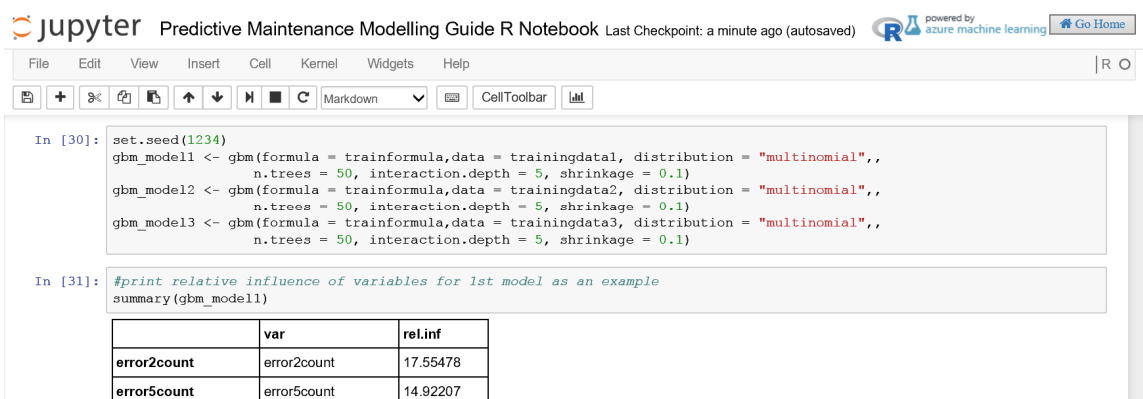 jupyter Predictive Maintenance Modelling Guide R Notebook Last Checkpoint: a minute ago (autosaved) R powered by azure machine learning Go Home
File Edit View Insert Cell Kernel Widgets Help R
Markdown CellToolbar
In [30]: set.seed(1234)
gbm_model1 <- gbm(formula = trainformula,data = trainingdata1, distribution = "multinomial",,
n.trees = 50, interaction.depth = 5, shrinkage = 0.1)
gbm_model2 <- gbm(formula = trainformula,data = trainingdata2, distribution = "multinomial",,
n.trees = 50, interaction.depth = 5, shrinkage = 0.1)
gbm_model3 <- gbm(formula = trainformula,data = trainingdata3, distribution = "multinomial",,
n.trees = 50, interaction.depth = 5, shrinkage = 0.1)
In [31]: #print relative influence of variables for 1st model as an example
summary(gbm_model1)
var rel.inf
error2count error2count 17.55478
error5count error5count 14.92207